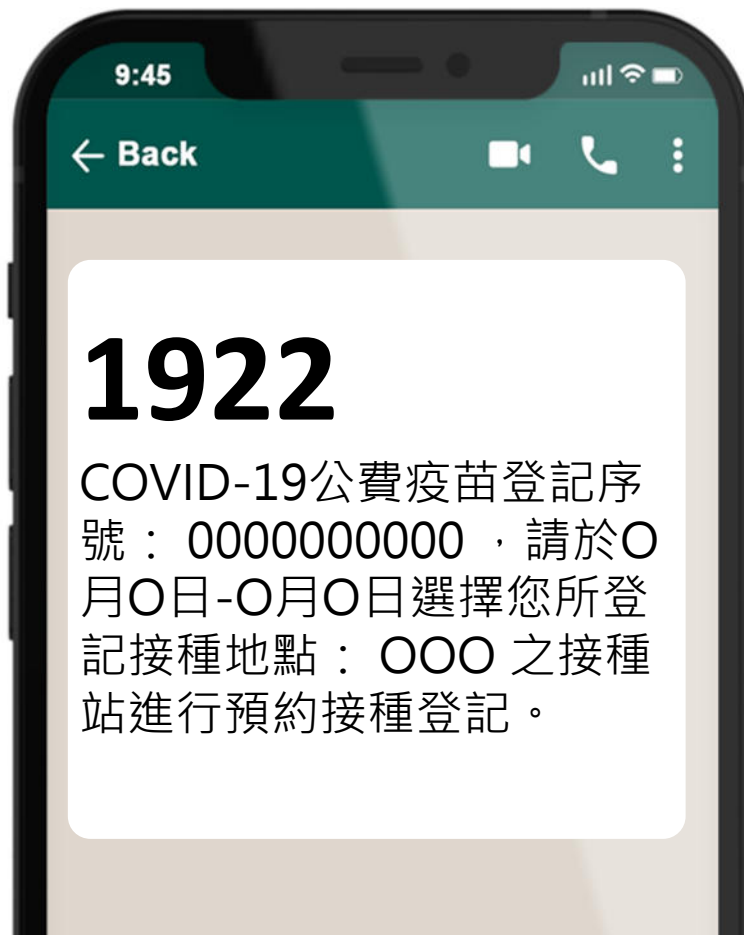 9:45
← Back
1922
COVID-19公費疫苗登記序
號： 0000000000 ，請於O
月O日-O月O日選擇您所登
記接種地點： OOO 之接種
站進行預約接種登記。